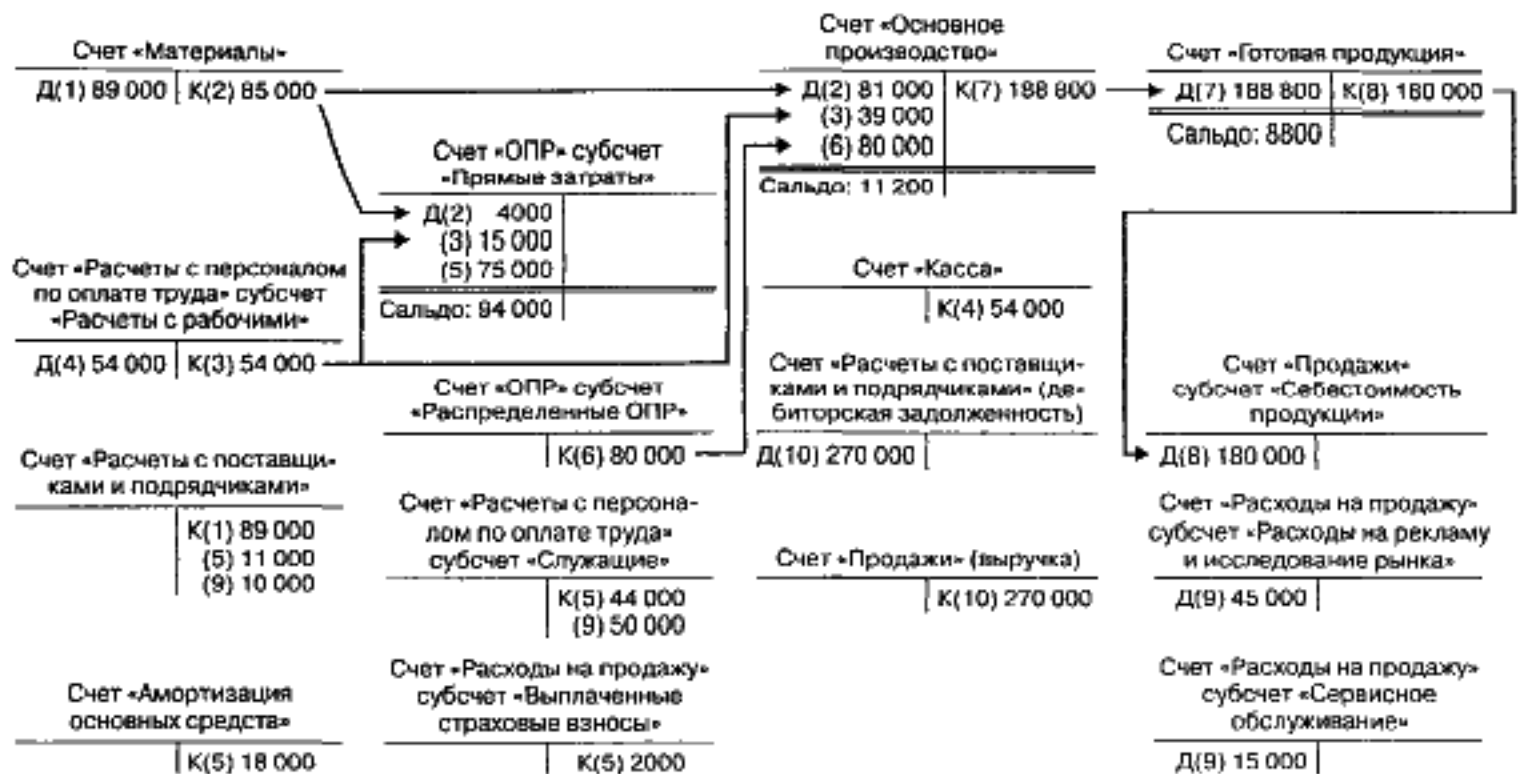 Счет «Материалы»
Д(1) 89 000 К(2) 85 000
Счет «Основное
производство»
Д(2) 81 000 К(7) 188 800
(3) 39 000
(6) 80 000
Сальдо: 11 200
Счет «Готовая продукция»
Д(7) 188 800 К(8) 180 000
Сальдо: 8800
Счет «ОПР» субсчет
«Прямые затраты»
Д(2) 4000
(3) 15 000
(5) 75 000
Сальдо: 94 000
Счет «Расчеты с персоналом
по оплате труда» субсчет
«Расчеты с рабочими»
Д(4) 54 000 К(3) 54 000
Счет «Касса»
К(4) 54 000
Счет «ОПР» субсчет
«Распределенные ОПР»
К(6) 80 000
Счет «Расчеты с поставщи-
ками и подрядчиками» (де-
биторская задолженность)
Д(10) 270 000
Счет «Продажи»
субсчет «Себестоимость
продукции»
Д(8) 180 000
Счет «Расчеты с поставщи-
ками и подрядчиками»
К(1) 89 000
(5) 11 000
(9) 10 000
Счет «Расчеты с персона-
лом по оплате труда»
субсчет «Служащие»
К(5) 44 000
(9) 50 000
Счет «Продажи» (выручка)
К(10) 270 000
Счет «Расходы на продажу»
субсчет «Расходы на рекламу
и исследование рынка»
Д(9) 45 000
Счет «Амортизация
основных средств»
К(5) 18 000
Счет «Расходы на продажу»
субсчет «Выплаченные
страховые взносы»
К(5) 2000
Счет «Расходы на продажу»
субсчет «Сервисное
обслуживание»
Д(9) 15 000